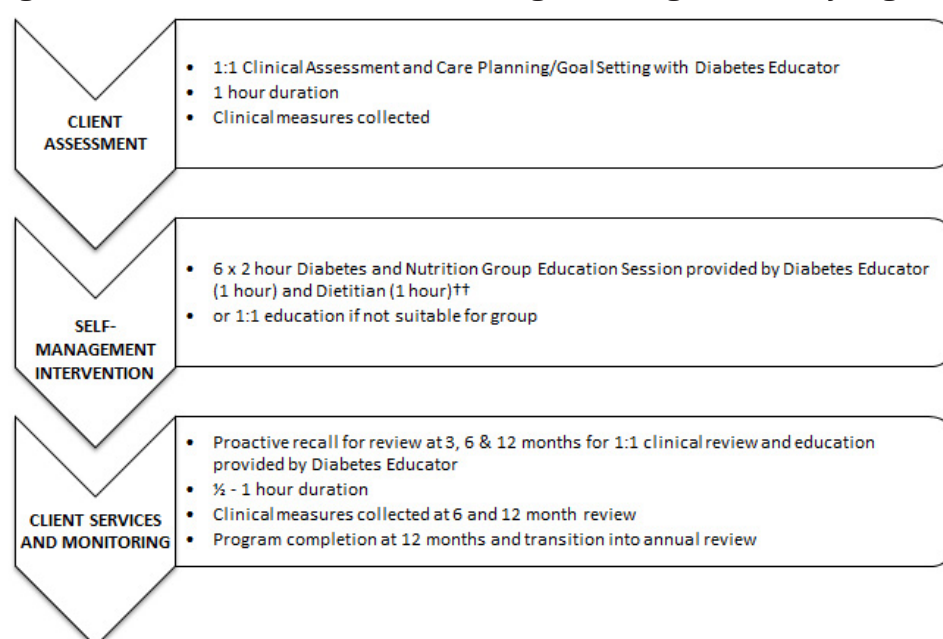 CLIENT
ASSESSMENT
• 1:1 Clinical Assessment and Care Planning/Goal Setting with Diabetes Educator
• 1 hour duration
• Clinical measures collected
SELF-
MANAGEMENT
INTERVENTION
• 6 x 2 hour Diabetes and Nutrition Group Education Session provided by Diabetes Educator
(1 hour) and Dietitian (1 hour)††
• or 1:1 education if not suitable for group
CLIENT SERVICES
AND MONITORING
• Proactive recall for review at 3, 6 & 12 months for 1:1 clinical review and education
provided by Diabetes Educator
• ½ - 1 hour duration
• Clinical measures collected at 6 and 12 month review
• Program completion at 12 months and transition into annual review